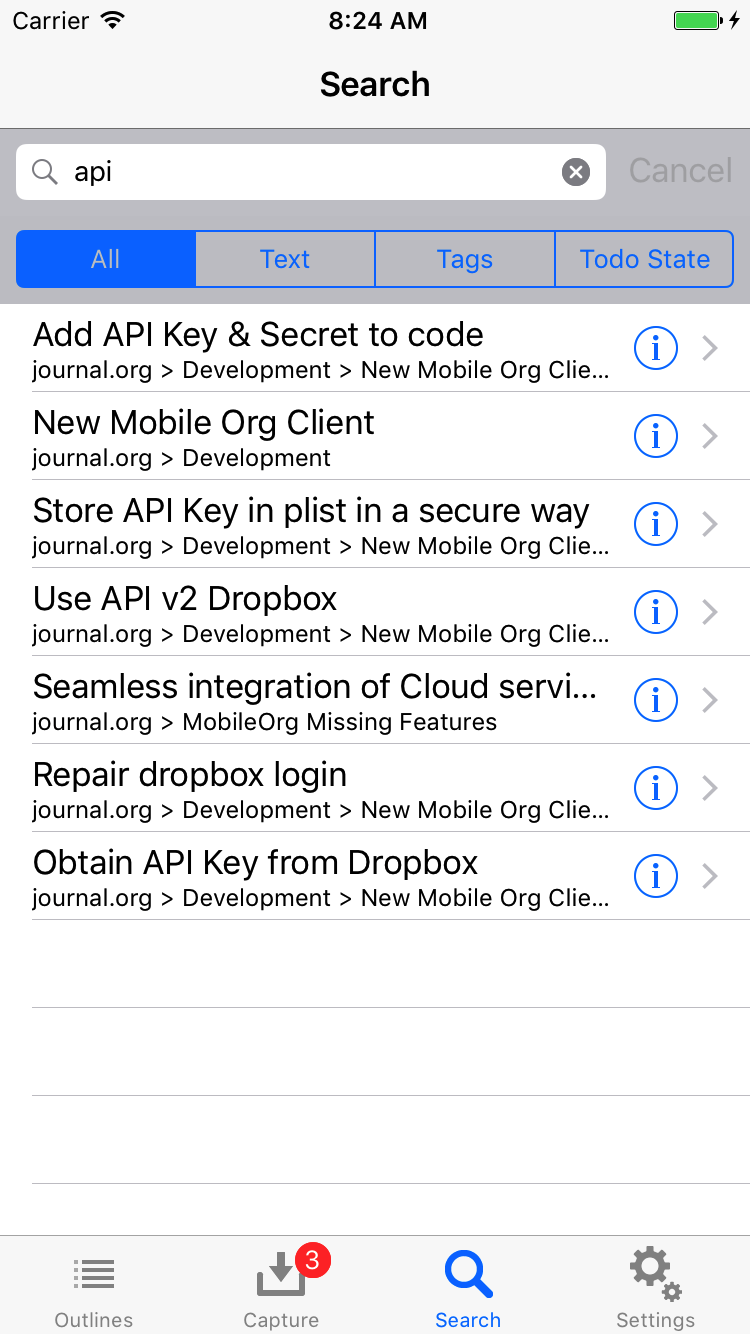 Carrier 8:24 AM
Search
api Cancel
All Text Tags Todo State
Add API Key & Secret to code
journal.org > Development > New Mobile Org Clie...
New Mobile Org Client
journal.org > Development
Store API Key in plist in a secure way
journal.org > Development > New Mobile Org Clie...
Use API v2 Dropbox
journal.org > Development > New Mobile Org Clie...
Seamless integration of Cloud servi...
journal.org > MobileOrg Missing Features
Repair dropbox login
journal.org > Development > New Mobile Org Clie...
Obtain API Key from Dropbox
journal.org > Development > New Mobile Org Clie...
3
Outlines Capture Search Settings